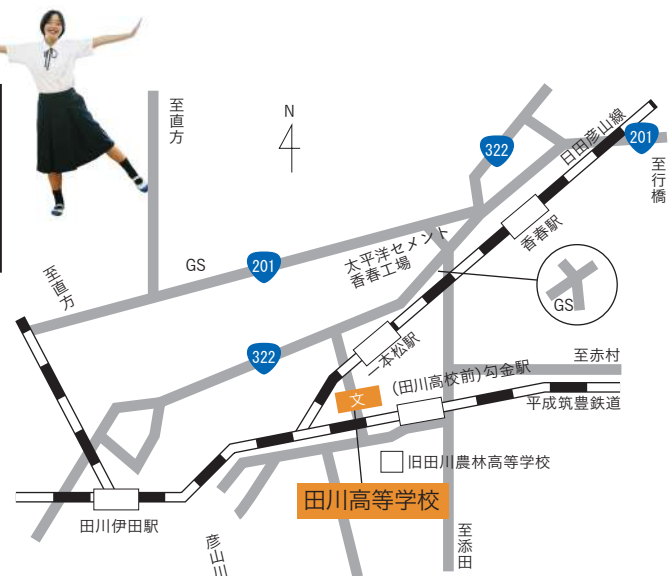 至直方
N
322
日田彦山線
201
至行橋
香春駅
太平洋セメント
香春工場
GS
201
至直方
GS
一本松駅
322
至赤村
(田川高校前)勾金駅
文
平成筑豊鉄道
旧田川農林高等学校
田川高等学校
田川伊田駅
彦山川
至添田